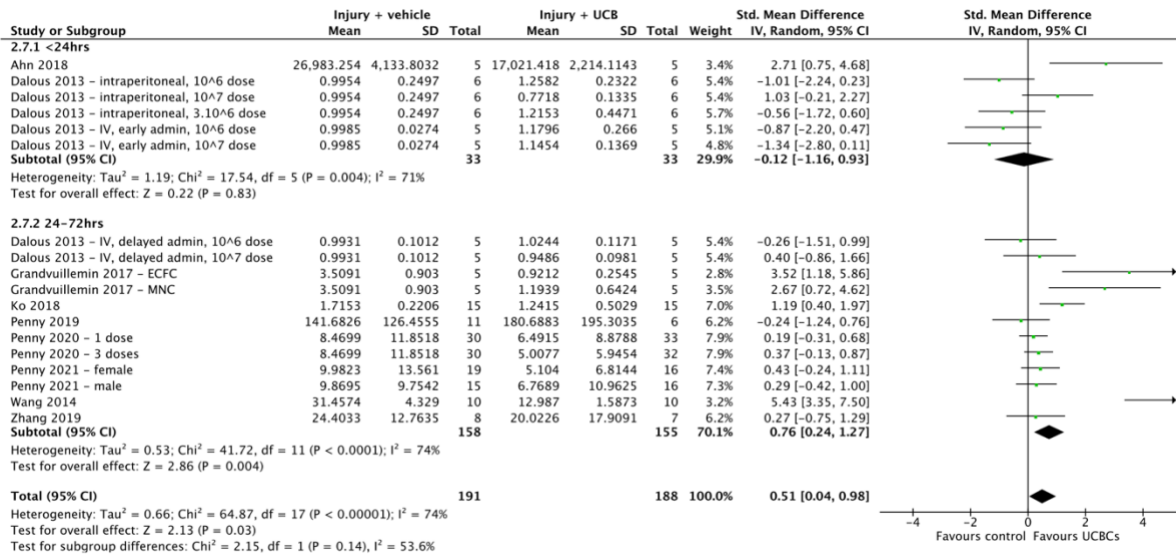 Injury + vehicle Injury + UCB Std. Mean Difference Std. Mean Difference
Study or Subgroup Mean SD Total Mean SD Total Weight IV, Random, 95% CI IV, Random, 95% CI
2.7.1 <24hrs
Ahn 2018 26,983.254 4,133.8032 5 17,021.418 2,214.1143 5 3.4% 2.71 [0.75, 4.68]
Dalous 2013 – intraperitoneal, 10^6 dose 0.9954 0.2497 6 1.2582 0.2322 6 5.4% -1.01 [-2.24, 0.23]
Dalous 2013 – intraperitoneal, 10^7 dose 0.9954 0.2497 6 0.7718 0.1335 6 5.4% 1.03 [-0.21, 2.27]
Dalous 2013 – intraperitoneal, 3.10^6 dose 0.9954 0.2497 6 1.2153 0.4471 6 5.7% -0.56 [-1.72, 0.60]
Dalous 2013 – IV, early admin, 10^6 dose 0.9985 0.0274 5 1.1796 0.266 5 5.1% -0.87 [-2.20, 0.47]
Dalous 2013 – IV, early admin, 10^7 dose 0.9985 0.0274 5 1.1454 0.1369 5 4.8% -1.34 [-2.80, 0.11]
Subtotal (95% CI) 33 33 29.9% -0.12 [-1.16, 0.93]
Heterogeneity: Tau² = 1.19; Chi² = 17.54, df = 5 (P = 0.004); I² = 71%
Test for overall effect: Z = 0.22 (P = 0.83)
2.7.2 24–72hrs
Dalous 2013 – IV, delayed admin, 10^6 dose 0.9931 0.1012 5 1.0244 0.1171 5 5.4% -0.26 [-1.51, 0.99]
Dalous 2013 – IV, delayed admin, 10^7 dose 0.9931 0.1012 5 0.9486 0.0981 5 5.4% 0.40 [-0.86, 1.66]
Grandvuillemin 2017 – ECFC 3.5091 0.903 5 0.9212 0.2545 5 2.8% 3.52 [1.18, 5.86]
Grandvuillemin 2017 – MNC 3.5091 0.903 5 1.1939 0.6424 5 3.4% 2.67 [0.72, 4.62]
Ko 2018 1.7153 0.2206 15 1.2415 0.5029 15 7.0% 1.19 [0.40, 1.97]
Penny 2019 141.6826 126.4555 11 180.6883 195.3035 6 6.2% -0.24 [-1.24, 0.76]
Penny 2020 – 1 dose 8.4699 11.8518 30 6.4915 8.8788 33 7.9% 0.19 [-0.31, 0.68]
Penny 2020 – 3 doses 8.4699 11.8518 30 5.0077 5.9454 32 7.9% 0.37 [-0.13, 0.87]
Penny 2021 – female 9.9823 13.561 19 5.104 6.8144 16 7.3% 0.43 [-0.24, 1.11]
Penny 2021 – male 9.8695 9.7542 15 6.7689 10.9625 16 7.2% 0.29 [-0.42, 1.00]
Wang 2014 31.4574 4.329 10 12.987 1.5873 10 3.2% 5.43 [3.35, 7.50]
Zhang 2019 24.4033 12.7635 8 20.0226 17.9091 7 6.2% 0.27 [-0.75, 1.29]
Subtotal (95% CI) 158 155 70.1% 0.76 [0.24, 1.27]
Heterogeneity: Tau² = 0.53; Chi² = 41.72, df = 11 (P < 0.0001); I² = 74%
Test for overall effect: Z = 2.86 (P = 0.004)
Total (95% CI) 191 188 100.0% 0.51 [0.04, 0.98]
Heterogeneity: Tau² = 0.66; Chi² = 64.87, df = 17 (P < 0.00001); I² = 74%
Test for overall effect: Z = 2.13 (P = 0.03)
Test for subgroup differences: Chi² = 2.15, df = 1 (P = 0.14), I² = 53.6%
-4 -2 0 2 4
Favours control Favours UCBCs